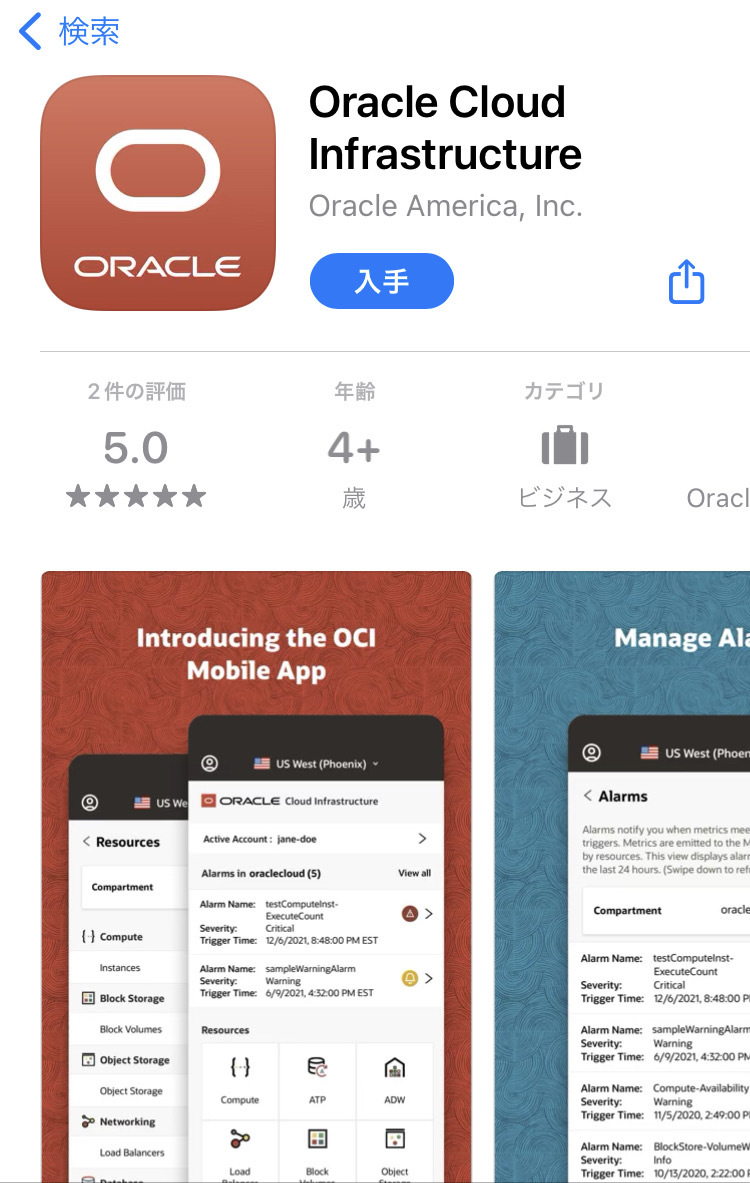 検索
ORACLE
Oracle Cloud
Infrastructure
Oracle America, Inc.
入手
2件の評価
5.0
年齢
4+
歳
カテゴリ
ビジネス
Oracl
Introducing the OCI
Mobile App
US We
Resources
Compartment
Compute
Instances
Block Storage
Block Volumes
Object Storage
Object Storage
Networking
Load Balancers
US West (Phoenix)
ORACLE Cloud Infrastructure
Active Account : jane-doe
Alarms in oraclecloud (5) View all
Alarm Name: testComputeInst-
ExecuteCount
Severity: Critical
Trigger Time: 12/6/2021, 8:48:00 PM EST
Alarm Name: sampleWarningAlarm
Severity: Warning
Trigger Time: 6/9/2021, 4:32:00 PM EST
Resources
Compute ATP ADW
Load Block Object
Manage Ala
US West (Phoen
Alarms
Alarms notify you when metrics mee
triggers. Metrics are emitted to the M
by resources. This view displays alarm
the last 24 hours. (Swipe down to refr
Compartment oracle
Alarm Name: testComputeInst-
ExecuteCount
Severity: Critical
Trigger Time: 12/6/2021, 8:48:00 P
Alarm Name: sampleWarningAlarm
Severity: Warning
Trigger Time: 6/9/2021, 4:32:00 PM
Alarm Name: Compute-Availability
Severity: Warning
Trigger Time: 11/5/2020, 2:49:00 P
Alarm Name: BlockStore-VolumeW
Severity: Info
Trigger Time: 10/13/2020, 2:22:00 P